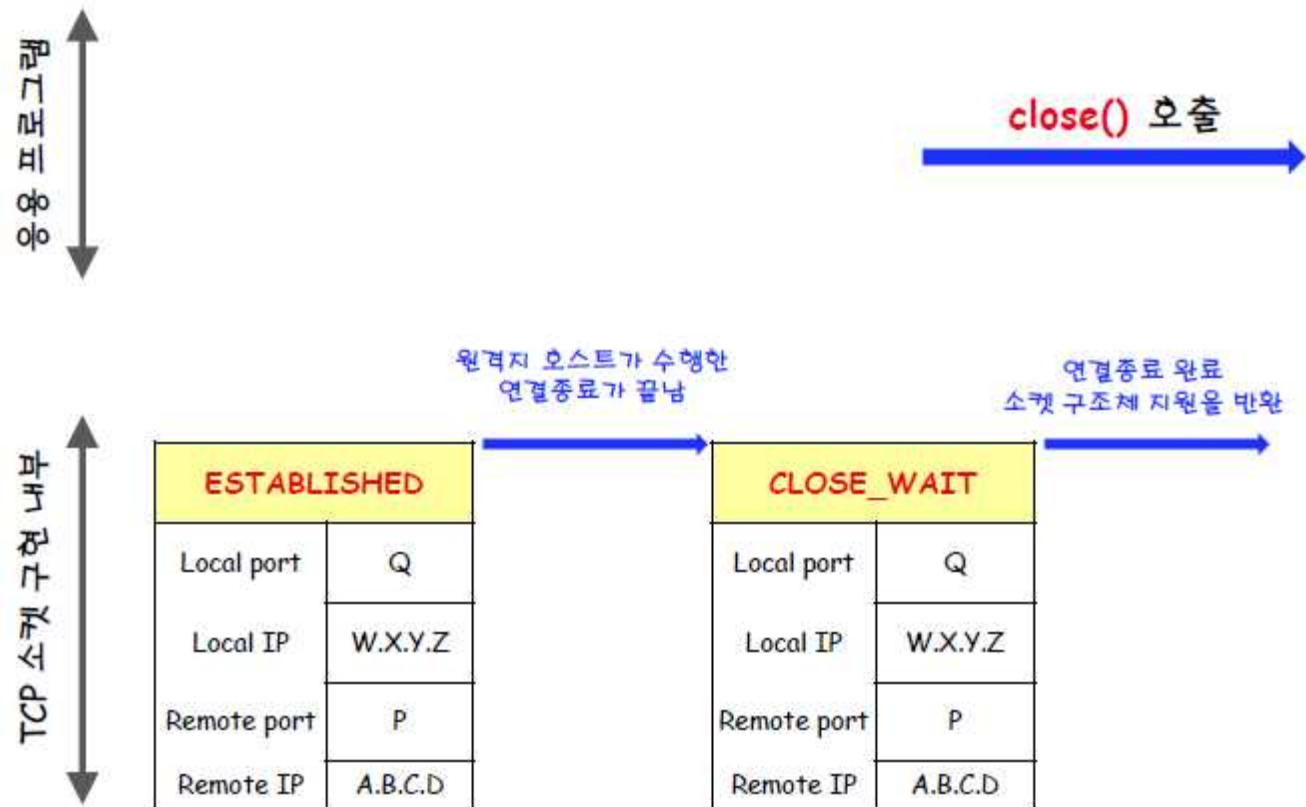 응용 프로그램
close() 호출
원격지 호스트가 수행한
연결종료가 끝남
연결종료 완료
소켓 구조체 지원을 반환
TCP 소켓 구현 내부
ESTABLISHED
Local port Q
Local IP W.X.Y.Z
Remote port P
Remote IP A.B.C.D
CLOSE_WAIT
Local port Q
Local IP W.X.Y.Z
Remote port P
Remote IP A.B.C.D